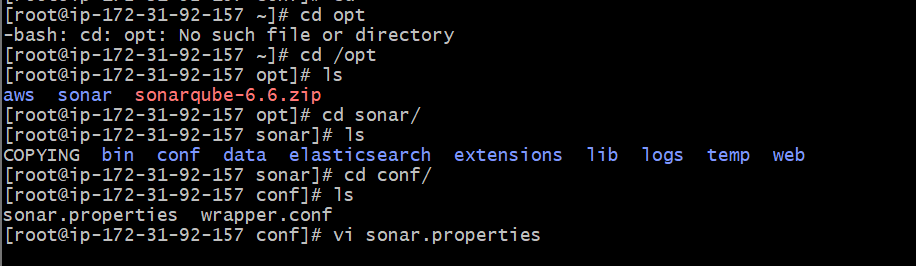 [root@ip-172-31-92-157 ~]# cd opt
-bash: cd: opt: No such file or directory
[root@ip-172-31-92-157 ~]# cd /opt
[root@ip-172-31-92-157 opt]# ls
aws  sonar  sonarqube-6.6.zip
[root@ip-172-31-92-157 opt]# cd sonar/
[root@ip-172-31-92-157 sonar]# ls
COPYING  bin  conf  data  elasticsearch  extensions  lib  logs  temp  web
[root@ip-172-31-92-157 sonar]# cd conf/
[root@ip-172-31-92-157 conf]# ls
sonar.properties  wrapper.conf
[root@ip-172-31-92-157 conf]# vi sonar.properties